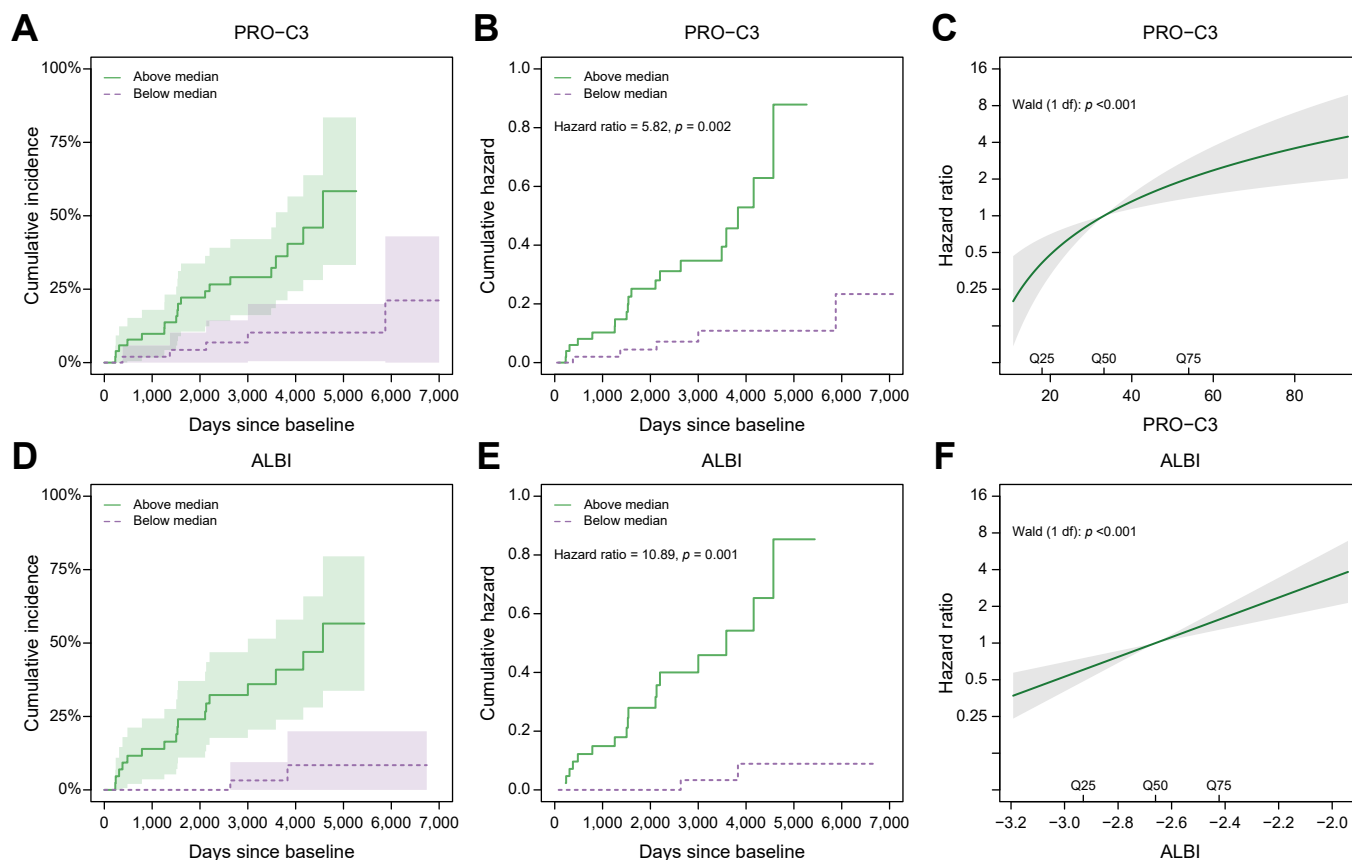 A
PRO−C3
100%
75%
50%
25%
0%
Cumulative incidence
Above median
Below median
0 1,000 2,000 3,000 4,000 5,000 6,000 7,000
Days since baseline
B
PRO−C3
1.0
0.8
0.6
0.4
0.2
0.0
Cumulative hazard
Above median
Below median
Hazard ratio = 5.82, p = 0.002
0 1,000 2,000 3,000 4,000 5,000 6,000 7,000
Days since baseline
C
PRO−C3
16
8
4
2
1
0.5
0.25
Hazard ratio
Wald (1 df): p <0.001
Q25 Q50 Q75
20 40 60 80
PRO−C3
D
ALBI
100%
75%
50%
25%
0%
Cumulative incidence
Above median
Below median
0 1,000 2,000 3,000 4,000 5,000 6,000 7,000
Days since baseline
E
ALBI
1.0
0.8
0.6
0.4
0.2
0.0
Cumulative hazard
Above median
Below median
Hazard ratio = 10.89, p = 0.001
0 1,000 2,000 3,000 4,000 5,000 6,000 7,000
Days since baseline
F
ALBI
16
8
4
2
1
0.5
0.25
Hazard ratio
Wald (1 df): p <0.001
Q25 Q50 Q75
−3.2 −3.0 −2.8 −2.6 −2.4 −2.2 −2.0
ALBI